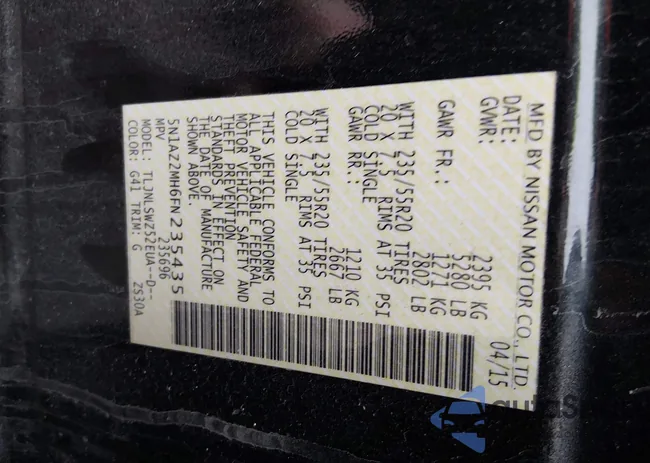 MFD BY NISSAN MOTOR CO., LTD.
DATE: 04/15
GVWR: 2395 KG
5280 LB
GAWR FR.: 1271 KG
2802 LB
WITH 235/55R20 TIRES
20 X 7.5 RIMS AT 35 PSI
COLD SINGLE
GAWR RR.: 1210 KG
2667 LB
WITH 235/55R20 TIRES
20 X 7.5 RIMS AT 35 PSI
COLD SINGLE
THIS VEHICLE CONFORMS TO
ALL APPLICABLE FEDERAL
MOTOR VEHICLE SAFETY AND
THEFT PREVENTION
STANDARDS IN EFFECT ON
THE DATE OF MANUFACTURE
SHOWN ABOVE.
5N1AZ2MH6FN235435
MPV 235696
MODEL: TLJNLSWZ52EUA--D--
COLOR: G41 TRIM: G ZS30A